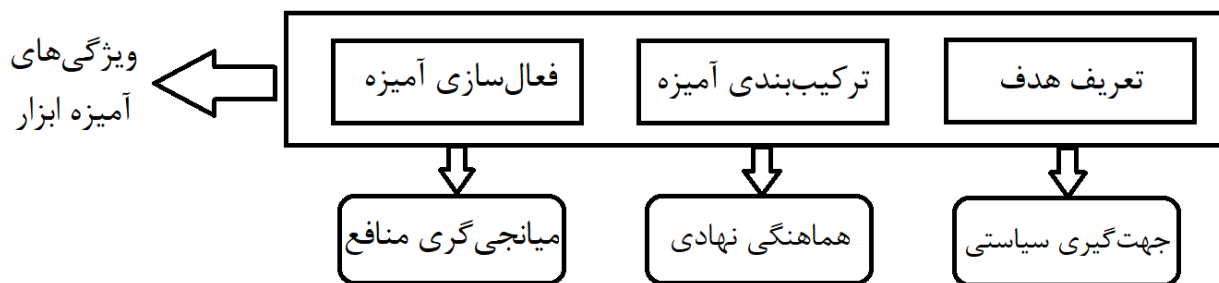 تعریف هدف
ترکیب‌بندی آمیزه
فعال‌سازی آمیزه
ویژگی‌های
آمیزه ابزار
جهت‌گیری سیاستی
هماهنگی نهادی
میانجی‌گری منافع